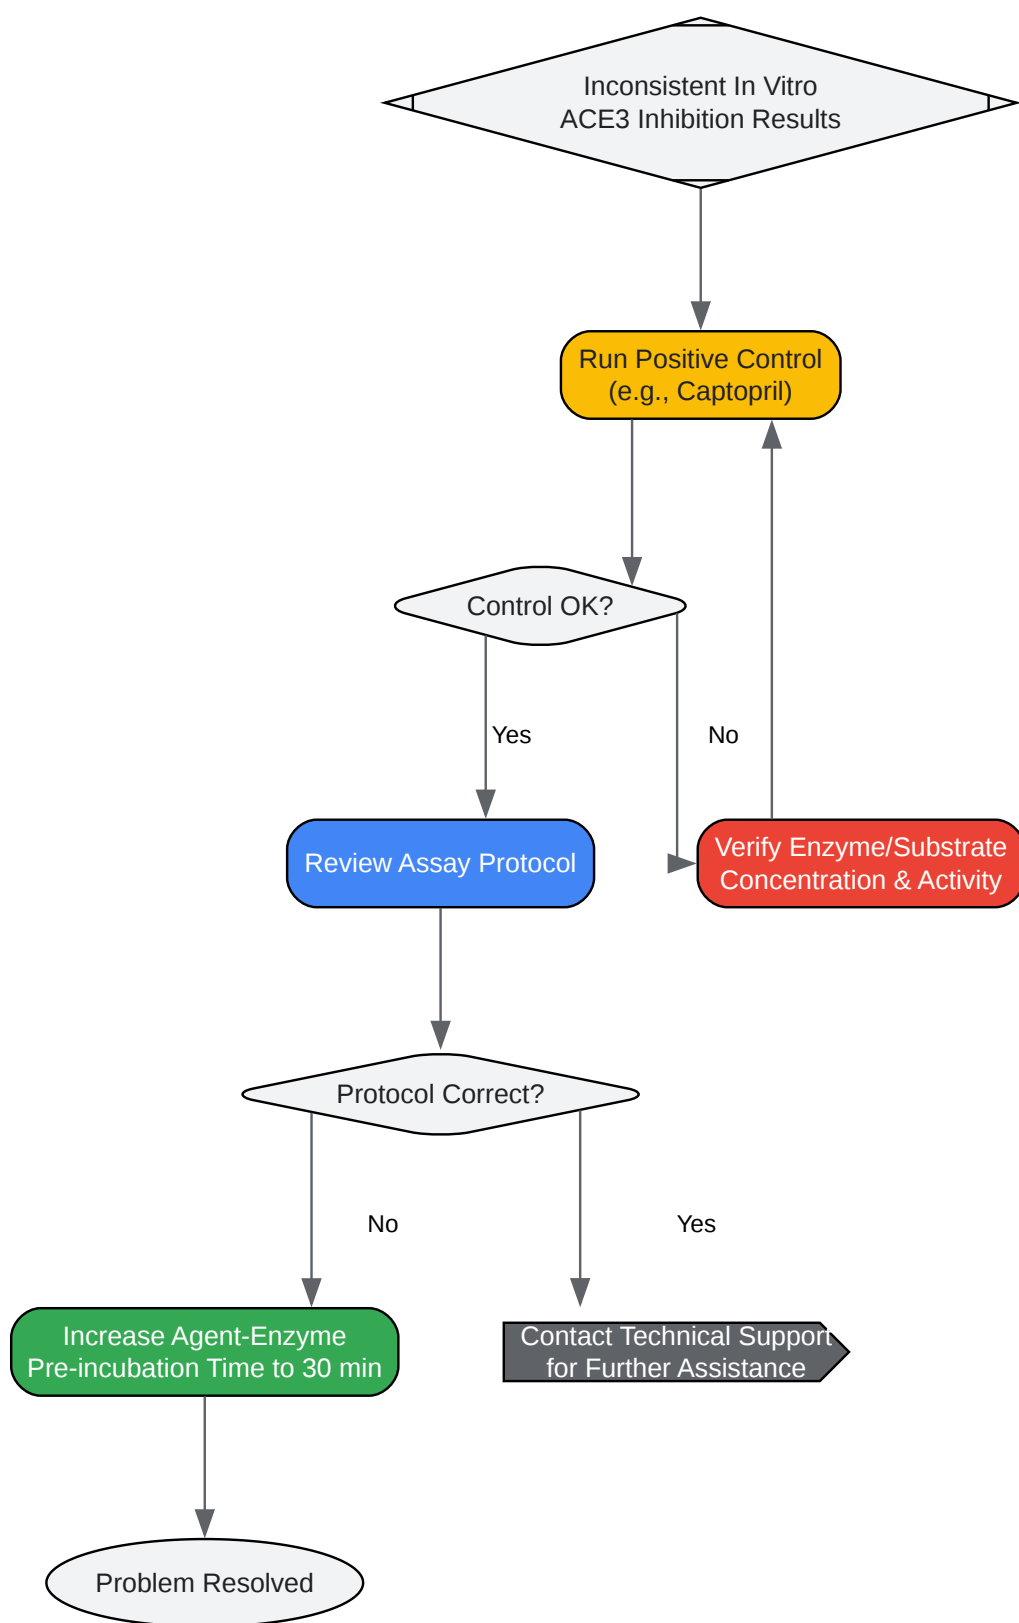 Inconsistent In Vitro
ACE3 Inhibition Results
Run Positive Control
(e.g., Captopril)
Control OK?
Yes
No
Review Assay Protocol
Verify Enzyme/Substrate
Concentration & Activity
Protocol Correct?
No
Yes
Increase Agent-Enzyme
Pre-incubation Time to 30 min
Contact Technical Support
for Further Assistance
Problem Resolved